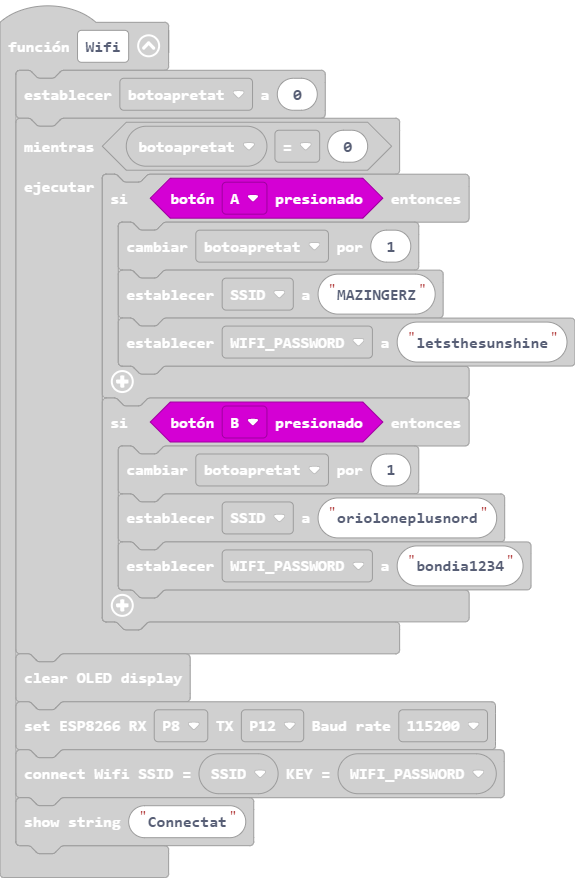 función Wifi
establecer botoapretat a 0
mientras botoapretat = 0
ejecutar
si botón A presionado entonces
cambiar botoapretat por 1
establecer SSID a "MAZINGERZ"
establecer WIFI_PASSWORD a "letsthesunshine"
si botón B presionado entonces
cambiar botoapretat por 1
establecer SSID a "orioloneplusnord"
establecer WIFI_PASSWORD a "bondia1234"
clear OLED display
set ESP8266 RX P8 TX P12 Baud rate 115200
connect Wifi SSID = SSID KEY = WIFI_PASSWORD
show string "Connectat"